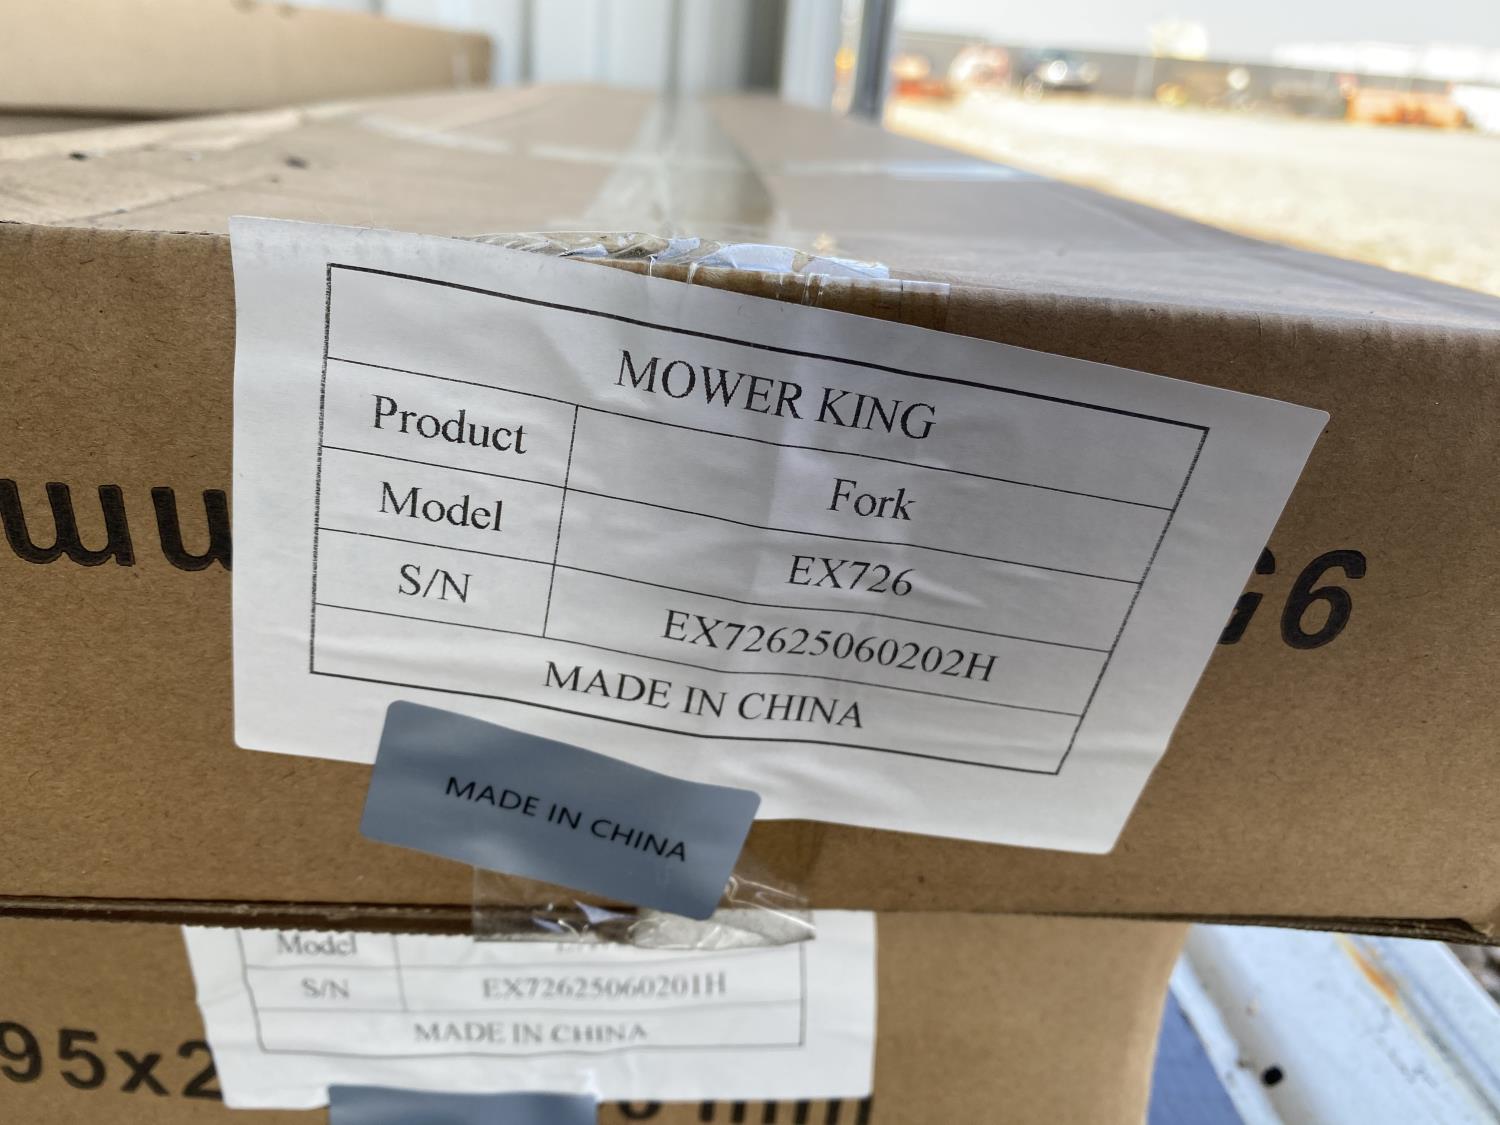 MOWER KING
Product Fork
Model EX726
S/N EX72625060202H
MADE IN CHINA
G6
MADE IN CHINA
Model
S/N EX72625060201H
MADE IN CHINA
95x2